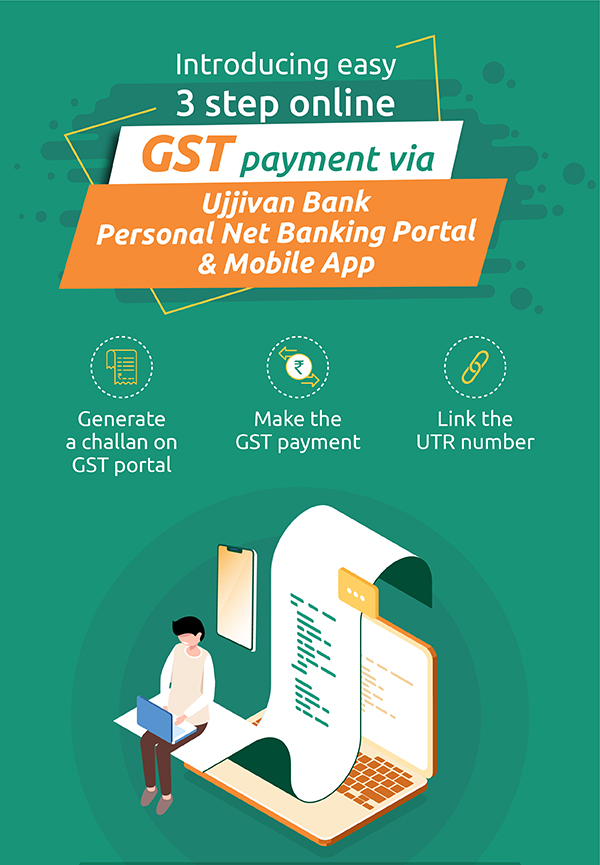 Introducing easy
3 step online
GST payment via
Ujjivan Bank
Personal Net Banking Portal
& Mobile App
Generate
a challan on
GST portal
Make the
GST payment
Link the
UTR number